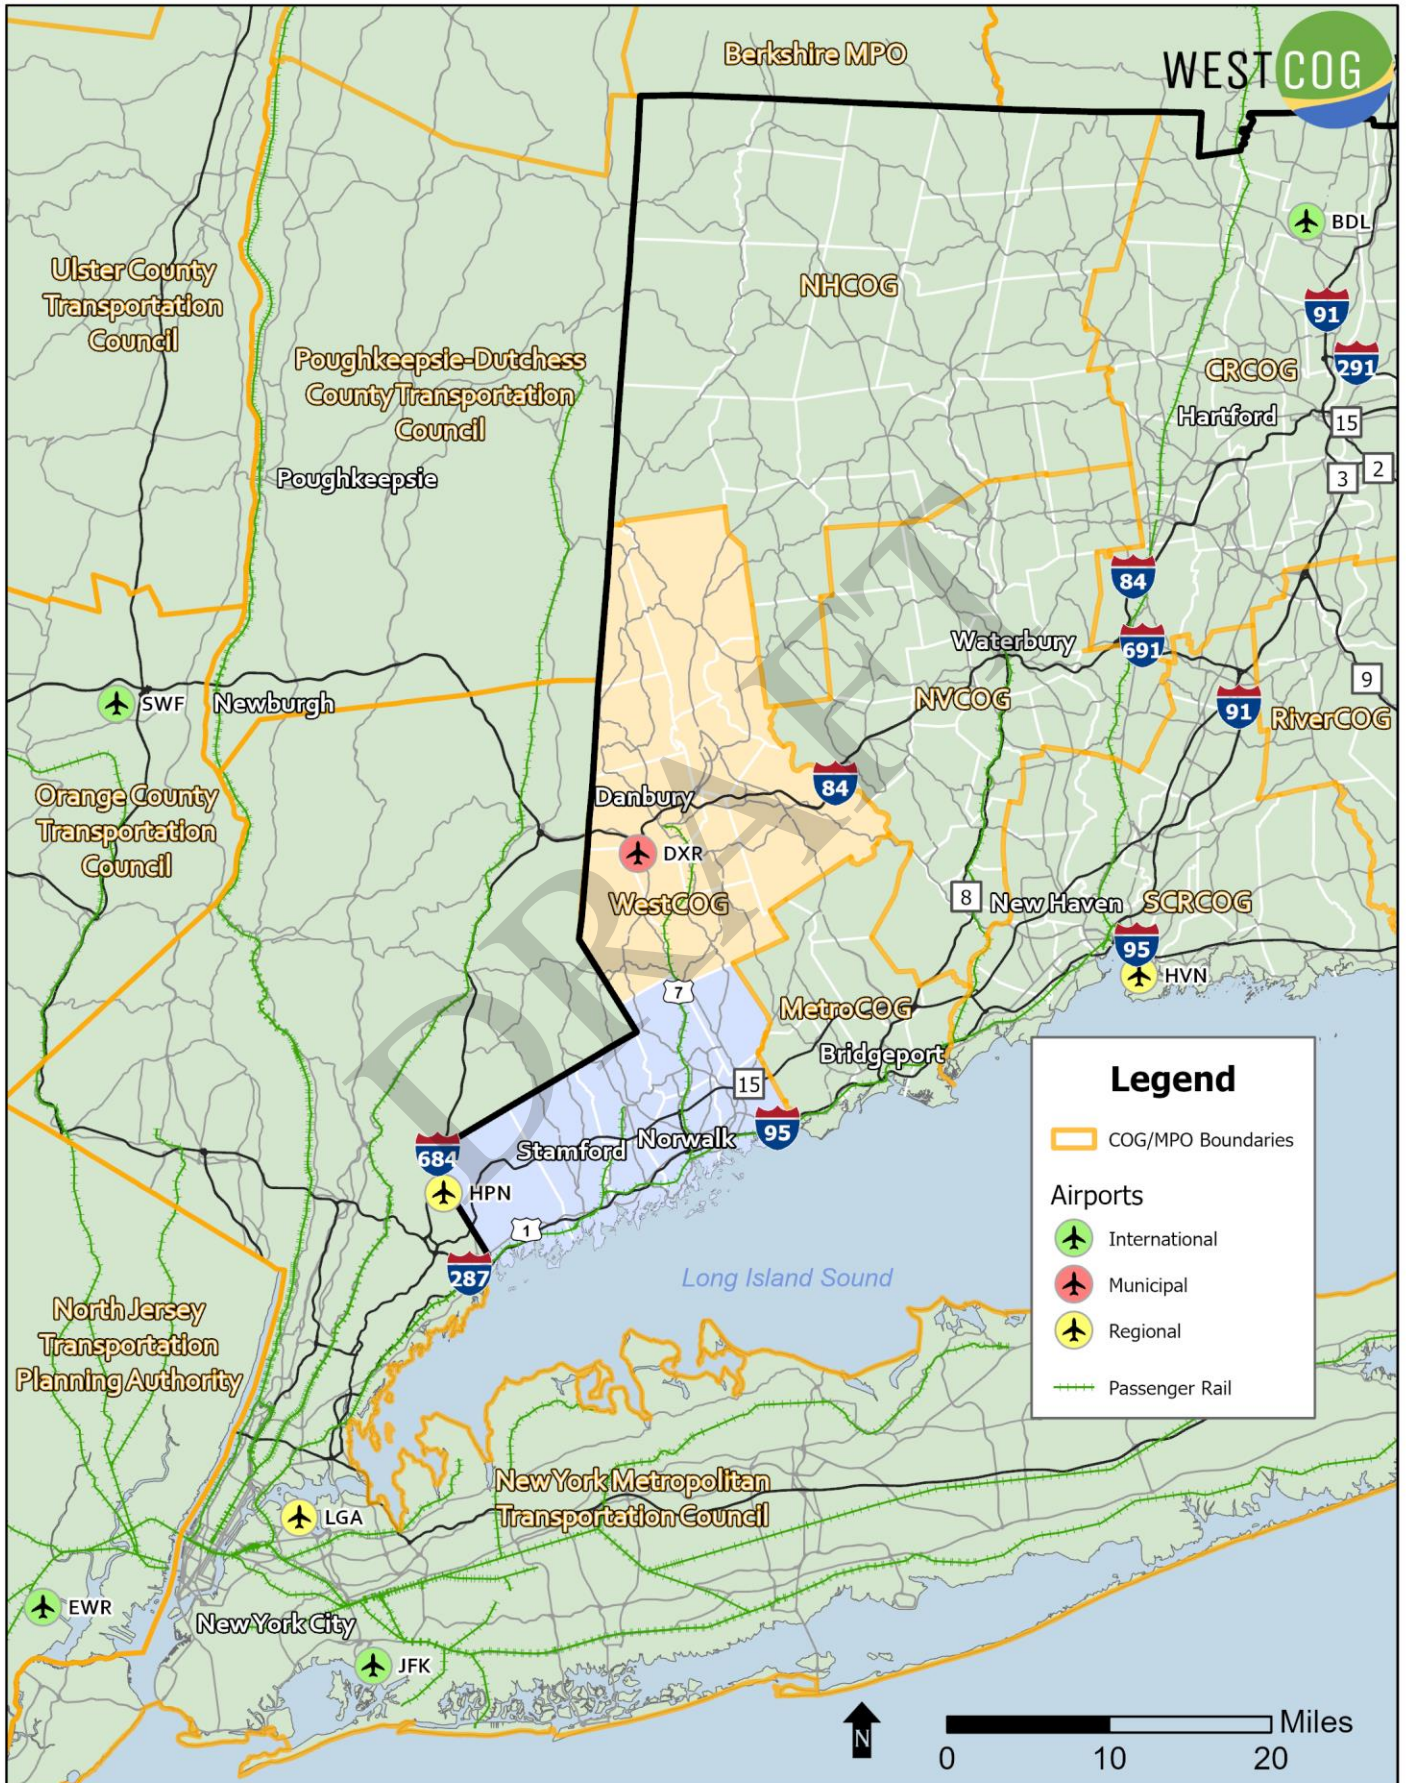 Berkshire MPO
WESTCOG
BDL
Ulster County
Transportation
Council
NHCOG
91
Poughkeepsie-Dutchess
County Transportation
Council
291
CRCOG
Hartford
15
Poughkeepsie
3
2
84
Waterbury
691
SWF
Newburgh
NVCOG
9
91
RiverCOG
Orange County
Transportation
Council
Danbury
84
DXR
WestCOG
8
New Haven
SCRCOG
95
HVN
7
MetroCOG
Bridgeport
15
Stamford
Norwalk
95
684
HPN
1
287
Long Island Sound
DRAFT
Legend
COG/MPO Boundaries
Airports
International
Municipal
Regional
Passenger Rail
North Jersey
Transportation
Planning Authority
New York Metropolitan
Transportation Council
LGA
EWR
New York City
JFK
N
Miles
0 10 20